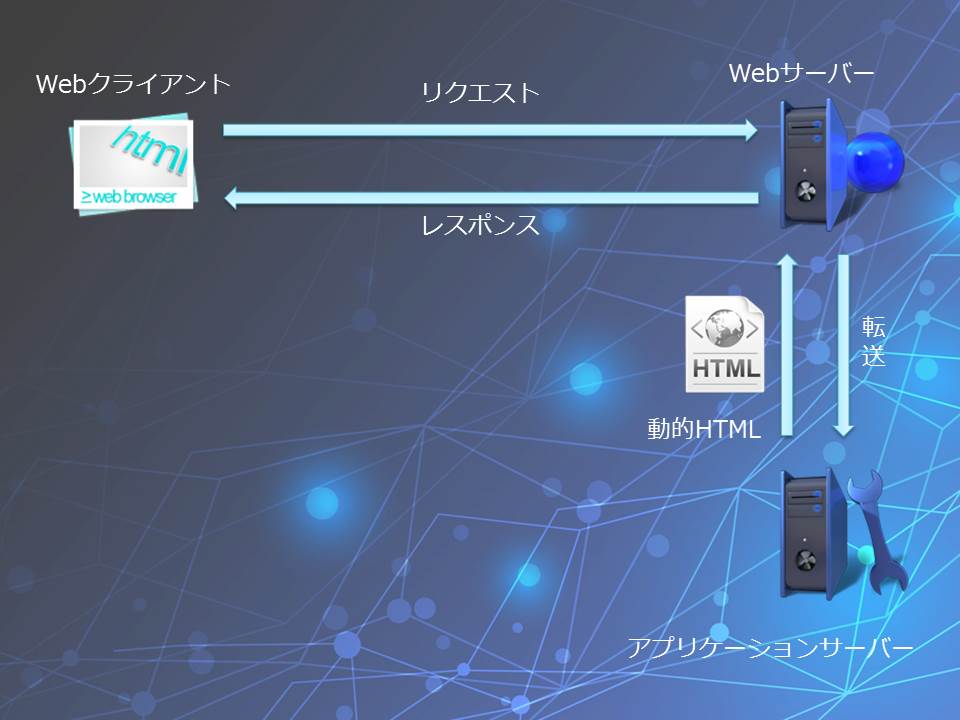 Webクライアント
リクエスト
Webサーバー
html
≥web browser
レスポンス
転
送
HTML
動的HTML
アプリケーションサーバー